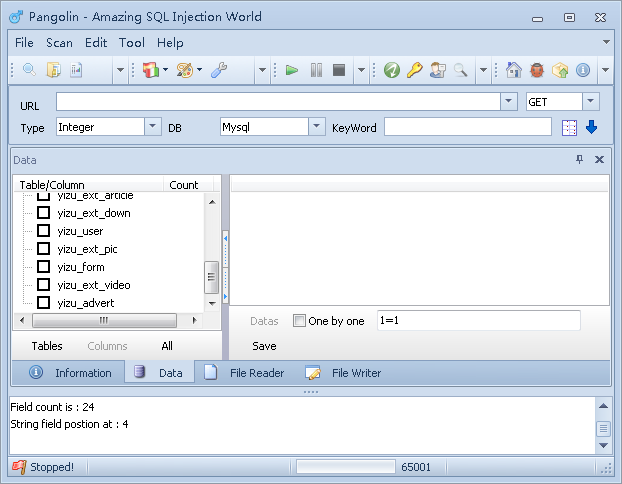 Pangolin - Amazing SQL Injection World
File Scan Edit Tool Help
URL GET
Type Integer DB Mysql KeyWord
Data
Table/Column Count
yizu_ext_article
yizu_ext_down
yizu_user
yizu_ext_pic
yizu_form
yizu_ext_video
yizu_advert
Datas One by one 1=1
Tables Columns All Save
Information Data File Reader File Writer
Field count is : 24
String field postion at : 4
Stopped! 65001